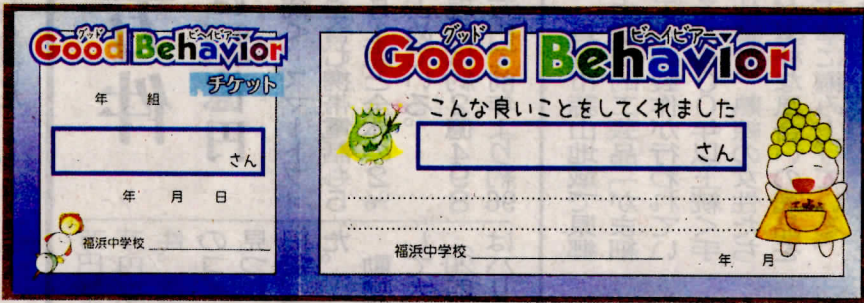 グッド ビヘイビアー
Good Behavior
チケット
年 組
さん
年 月 日
福浜中学校
グッド ビヘイビアー
Good Behavior
こんな良いことをしてくれました
さん
福浜中学校
年 月